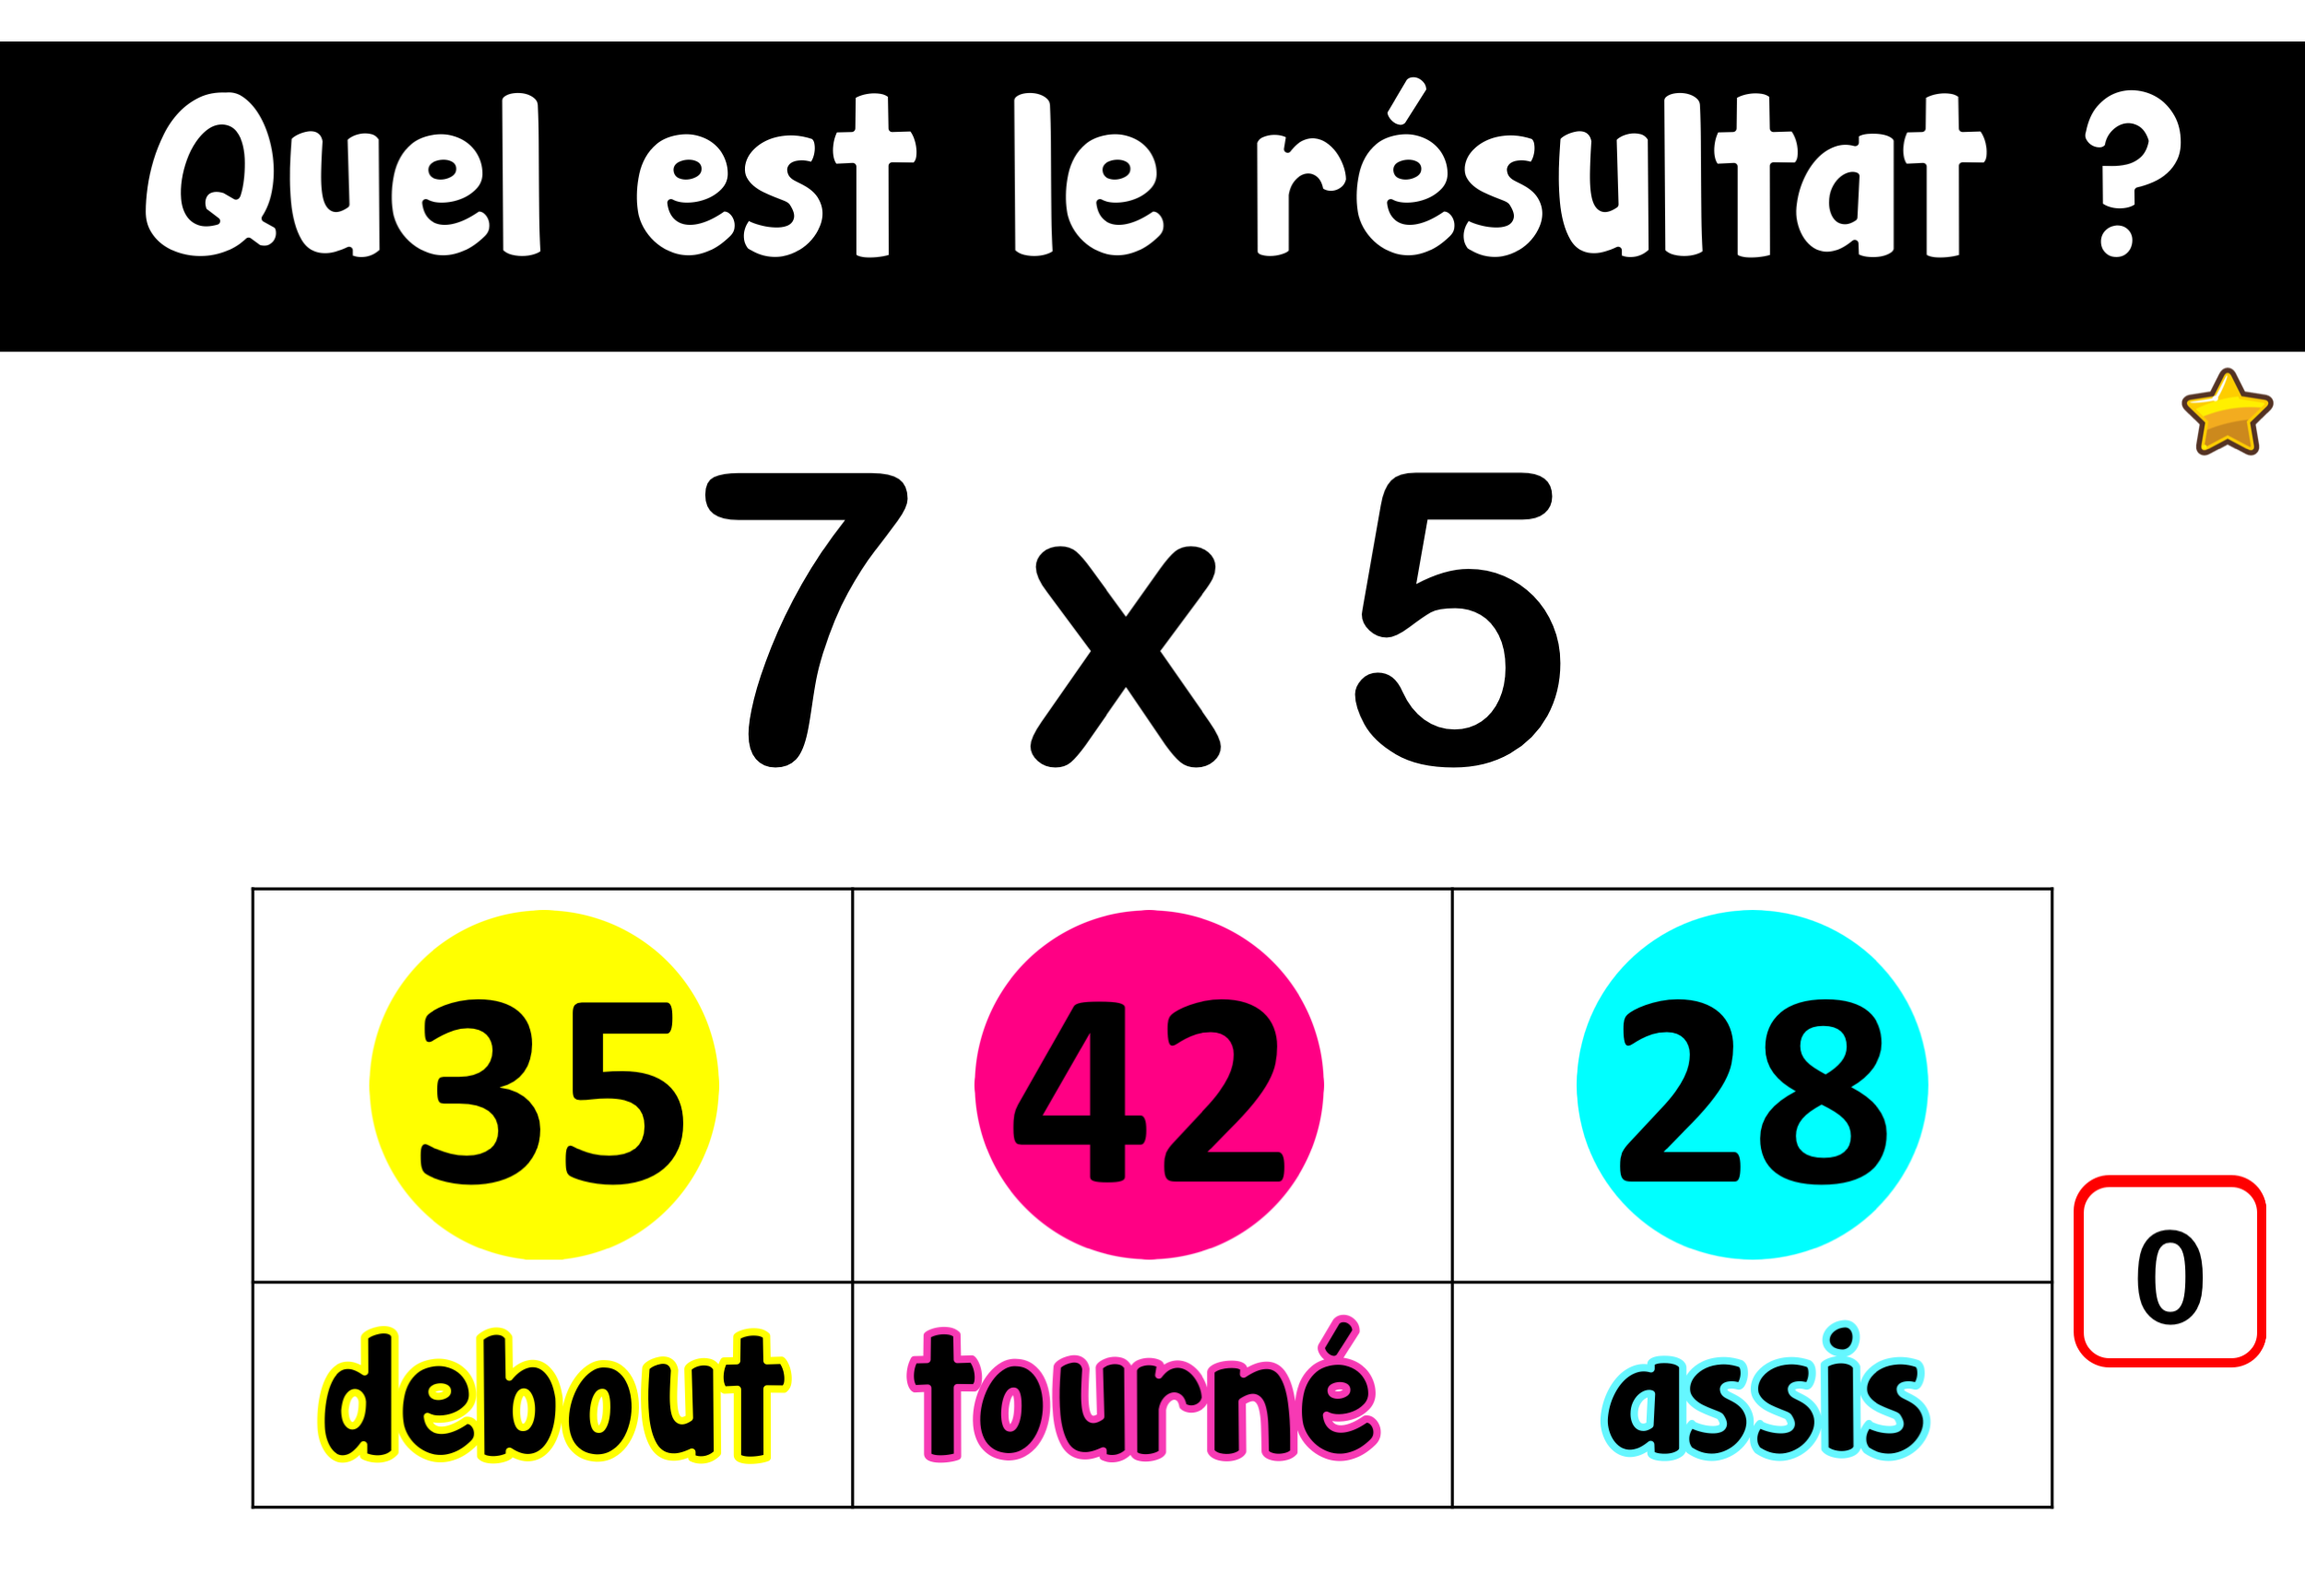 Quel est le résultat ?
7 x 5
35 42 28
0
debout tourné assis